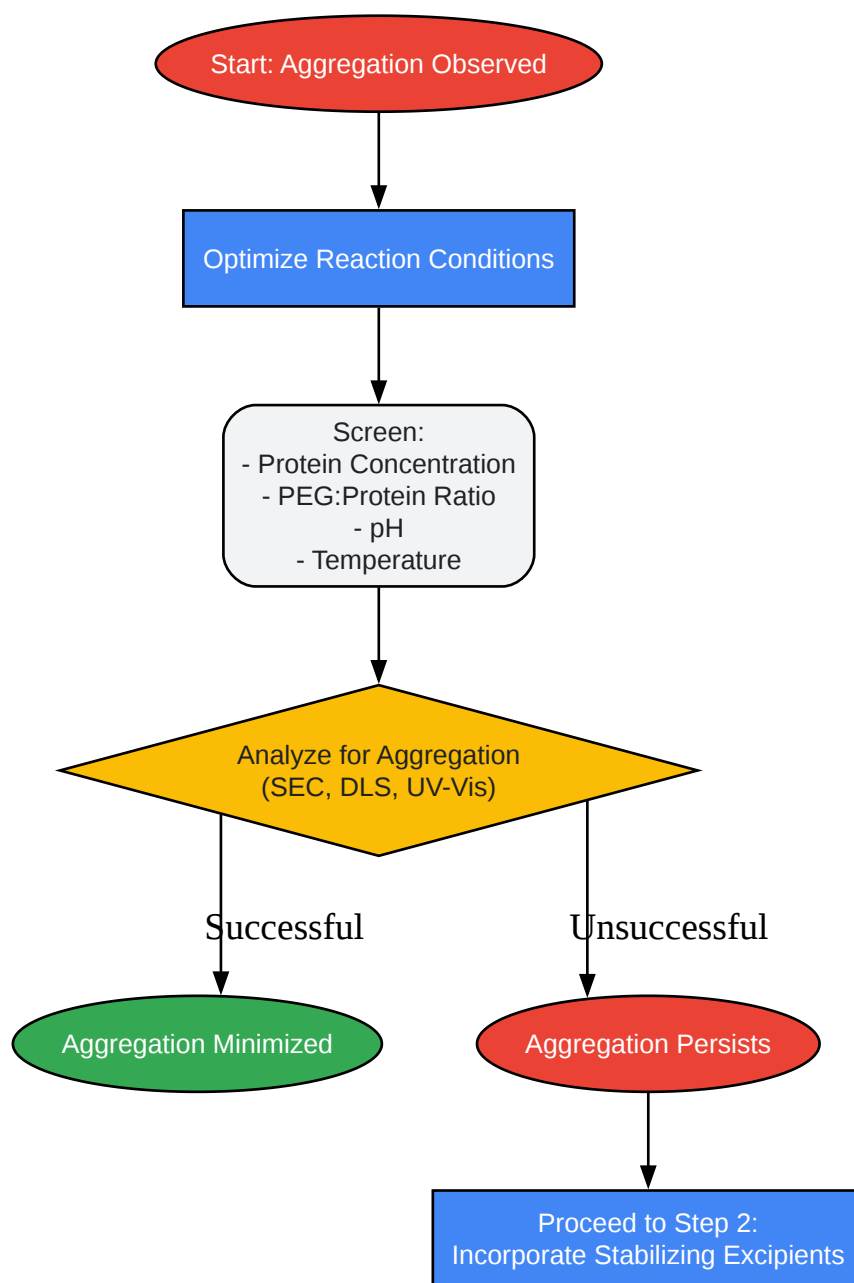 Start: Aggregation Observed
Optimize Reaction Conditions
Screen:
- Protein Concentration
- PEG:Protein Ratio
- pH
- Temperature
Analyze for Aggregation
(SEC, DLS, UV-Vis)
Successful
Unsuccessful
Aggregation Minimized
Aggregation Persists
Proceed to Step 2:
Incorporate Stabilizing Excipients